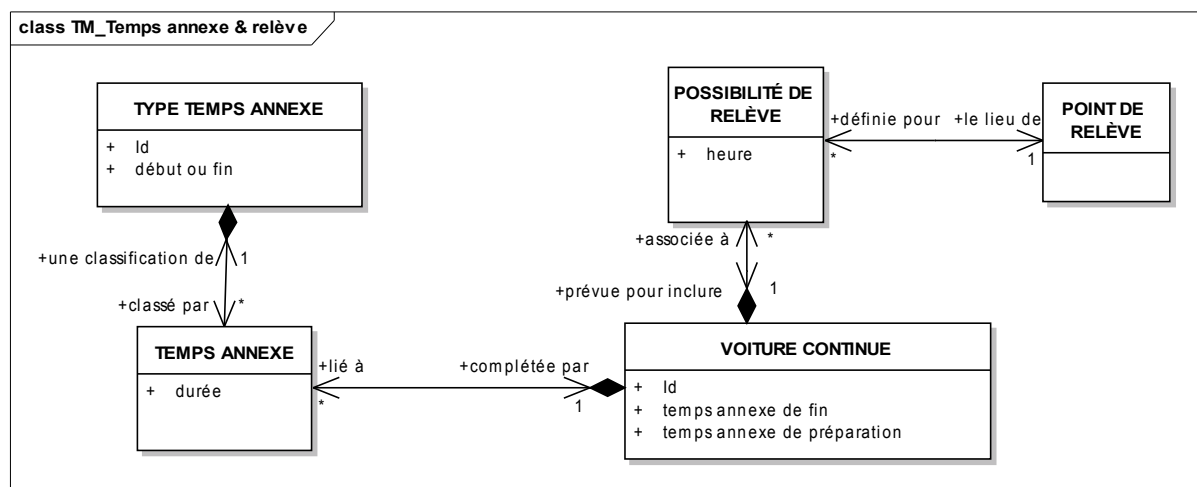 class TM_Temps annexe & relève
TYPE TEMPS ANNEXE
+ Id
+ début ou fin
POSSIBILITÉ DE
RELÈVE
+ heure
POINT DE
RELÈVE
+définie pour
+le lieu de
*
1
+une classification de
1
+classé par
*
+associée à
*
+prévue pour inclure
1
TEMPS ANNEXE
+ durée
+lié à
*
+complétée par
1
VOITURE CONTINUE
+ Id
+ temps annexe de fin
+ temps annexe de préparation